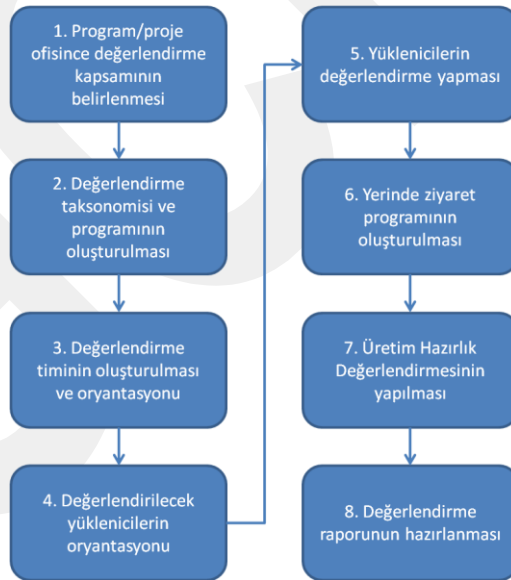 1. Program/proje
ofisince değerlendirme
kapsamının
belirlenmesi
2. Değerlendirme
taksonomisi ve
programının
oluşturulması
3. Değerlendirme
timinin oluşturulması
ve oryantasyonu
4. Değerlendirilecek
yüklenicilerin
oryantasyonu
5. Yüklenicilerin
değerlendirme yapması
6. Yerinde ziyaret
programının
oluşturulması
7. Üretim Hazırlık
Değerlendirmesinin
yapılması
8. Değerlendirme
raporunun hazırlanması